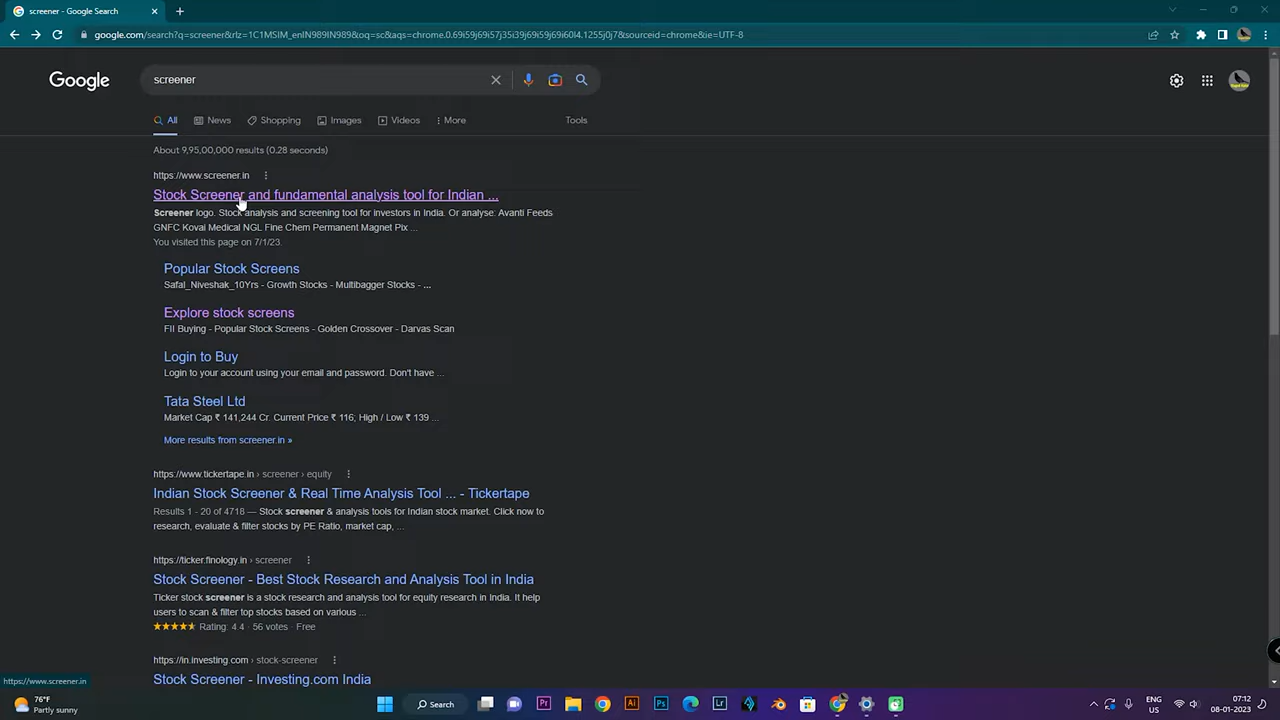 screener - Google Search
google.com/search?q=screener&rlz=1C1MSIM_enIN989IN989&oq=sc&aqs=chrome.0.69i59j69i57j35i39j69i59j69i60l4.1255j0j7&sourceid=chrome&ie=UTF-8
Google
screener
All News Shopping Images Videos More Tools
About 9,95,00,000 results (0.28 seconds)
https://www.screener.in
Stock Screener and fundamental analysis tool for Indian ...
Screener logo. Stock analysis and screening tool for investors in India. Or analyse: Avanti Feeds
GNFC Kovai Medical NGL Fine Chem Permanent Magnet Pix ...
You visited this page on 7/1/23.
Popular Stock Screens
Safal_Niveshak_10Yrs - Growth Stocks - Multibagger Stocks - ...
Explore stock screens
FII Buying - Popular Stock Screens - Golden Crossover - Darvas Scan
Login to Buy
Login to your account using your email and password. Don't have ...
Tata Steel Ltd
Market Cap ₹ 141,244 Cr. Current Price ₹ 116; High / Low ₹ 139 ...
More results from screener.in »
https://www.tickertape.in › screener › equity
Indian Stock Screener & Real Time Analysis Tool ... - Tickertape
Results 1 - 20 of 4718 — Stock screener & analysis tools for Indian stock market. Click now to
research, evaluate & filter stocks by PE Ratio, market cap, ...
https://ticker.finology.in › screener
Stock Screener - Best Stock Research and Analysis Tool in India
Ticker stock screener is a stock research and analysis tool for equity research in India. It help
users to scan & filter top stocks based on various ...
Rating: 4.4 · 56 votes · Free
https://in.investing.com › stock-screener
Stock Screener - Investing.com India
https://www.screener.in
76°F
Partly sunny
Search
Pr
Ai
Ps
Lr
ENG
US
07:12
08-01-2023